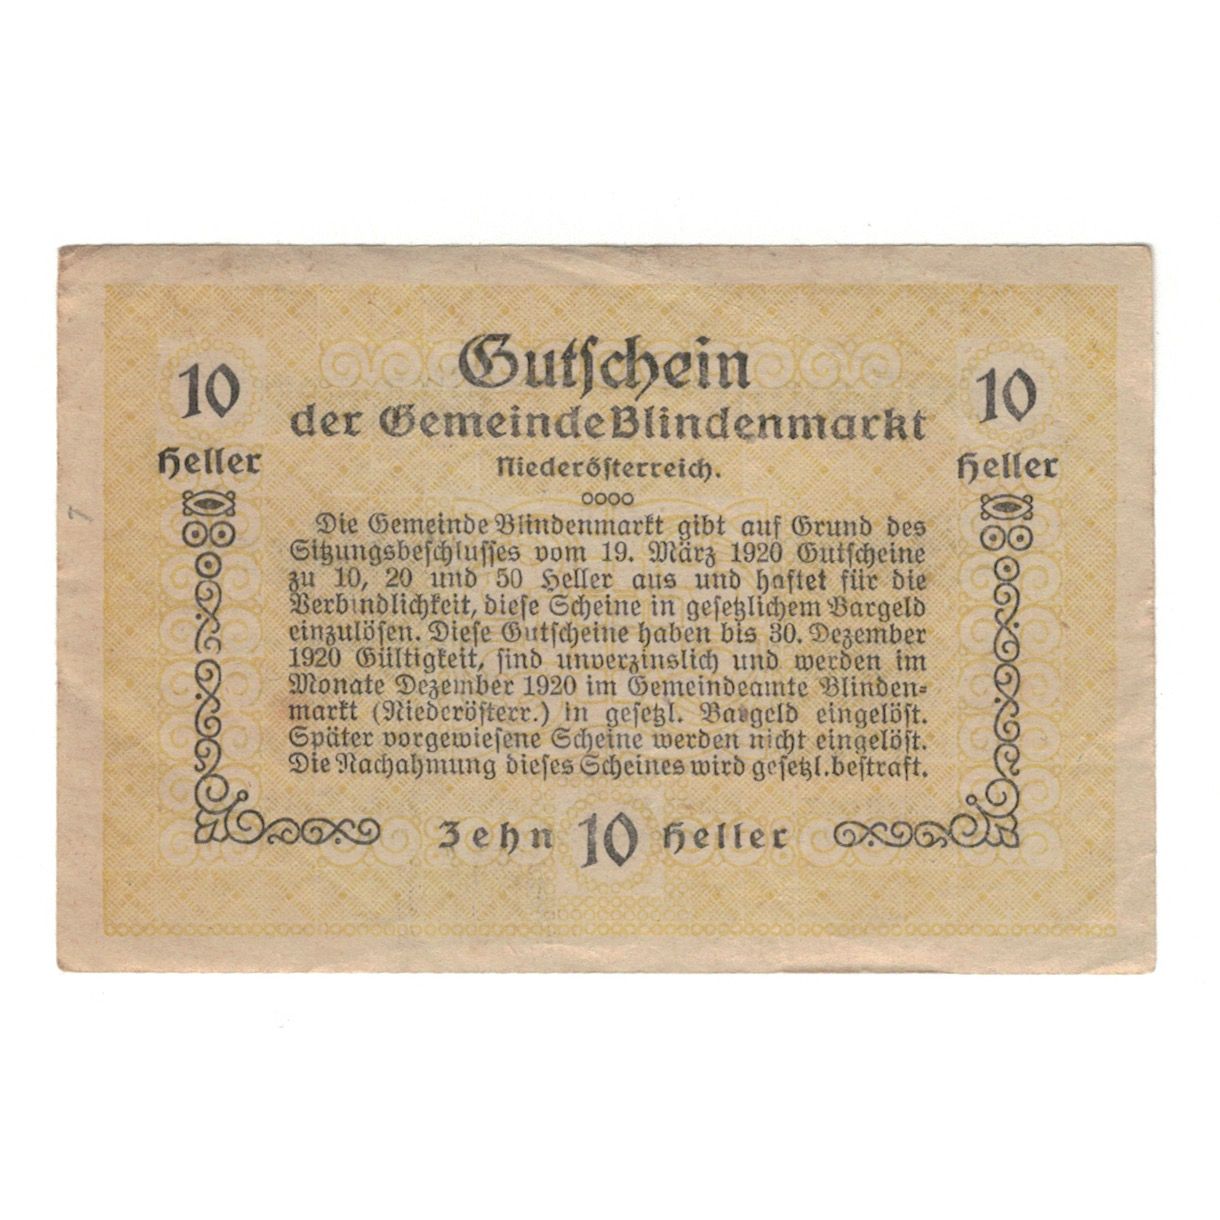 Gutschein
der Gemeinde Blindenmarkt
Niederösterreich.
10
Heller
10
Heller
Die Gemeinde Blindenmarkt gibt auf Grund des
Sitzungsbeschlusses vom 19. März 1920 Gutscheine
zu 10, 20 und 50 Heller aus und haftet für die
Verbindlichkeit, diese Scheine in gesetzlichem Bargeld
einzulösen. Diese Gutscheine haben bis 30. Dezember
1920 Gültigkeit, sind unverzinslich und werden im
Monate Dezember 1920 im Gemeindeamte Blinden=
markt (Niederösterr.) in gesetzl. Bargeld eingelöst.
Später vorgewiesene Scheine werden nicht eingelöst.
Die Nachahmung dieses Scheines wird gesetzl. bestraft.
Zehn 10 Heller
7